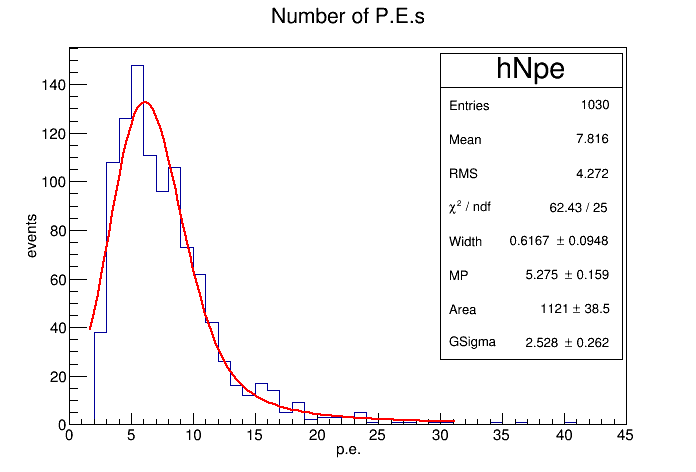 Number of P.E.s
hNpe
Entries 1030
Mean 7.816
RMS 4.272
χ² / ndf 62.43 / 25
Width 0.6167 ± 0.0948
MP 5.275 ± 0.159
Area 1121 ± 38.5
GSigma 2.528 ± 0.262
events
140
120
100
80
60
40
20
0
0 5 10 15 20 25 30 35 40 45
p.e.